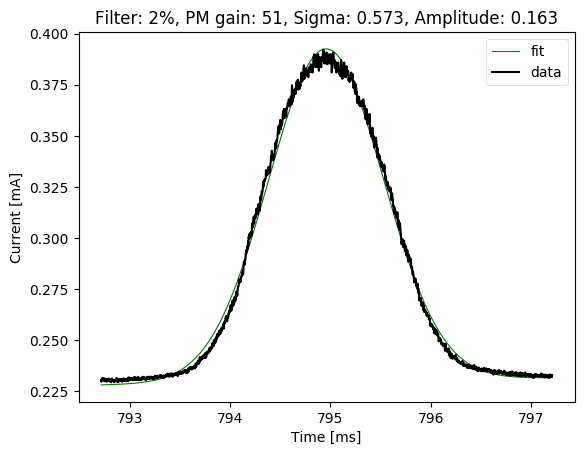 Filter: 2%, PM gain: 51, Sigma: 0.573, Amplitude: 0.163
fit
data
Current [mA]
0.400
0.375
0.350
0.325
0.300
0.275
0.250
0.225
793 794 795 796 797
Time [ms]